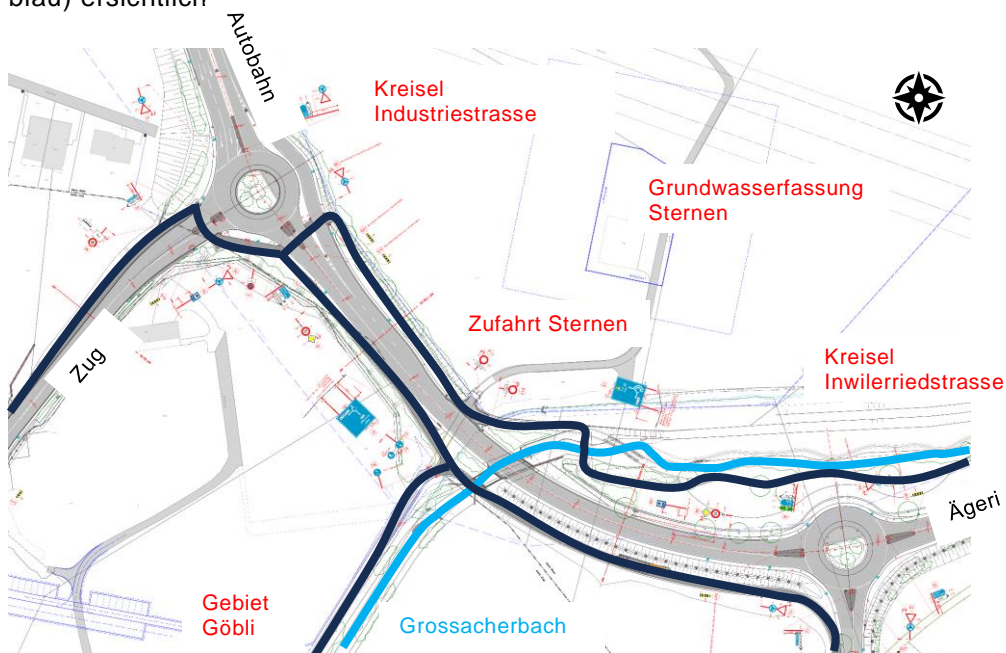 blau) ersichtlich
Autobahn
Kreisel
Industriestrasse
Grundwasserfassung
Sternen
Zufahrt Sternen
Kreisel
Inwilerriedstrasse
Zug
Ägeri
Gebiet
Göbli
Grossacherbach